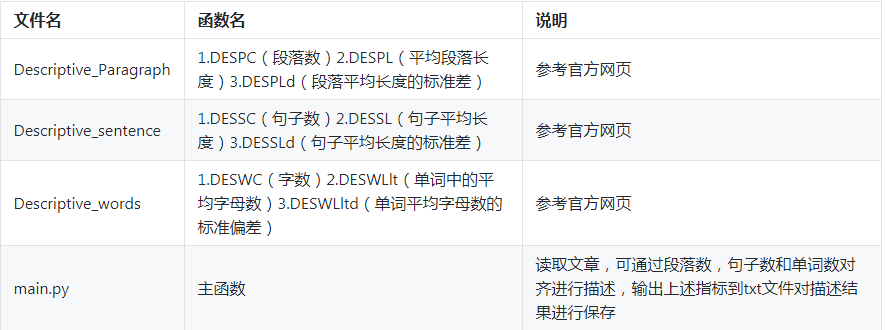 文件名 函数名 说明
Descriptive_Paragraph
1.DESPC（段落数）2.DESPL（平均段落长
度）3.DESPLd（段落平均长度的标准差）
参考官方网页
Descriptive_sentence
1.DESSC（句子数）2.DESSL（句子平均长
度）3.DESSLd（句子平均长度的标准差）
参考官方网页
Descriptive_words
1.DESWC（字数）2.DESWLlt（单词中的平
均字母数）3.DESWLltd（单词平均字母数的
标准偏差）
参考官方网页
main.py
主函数
读取文章，可通过段落数，句子数和单词数对
齐进行描述，输出上述指标到txt文件对描述结
果进行保存